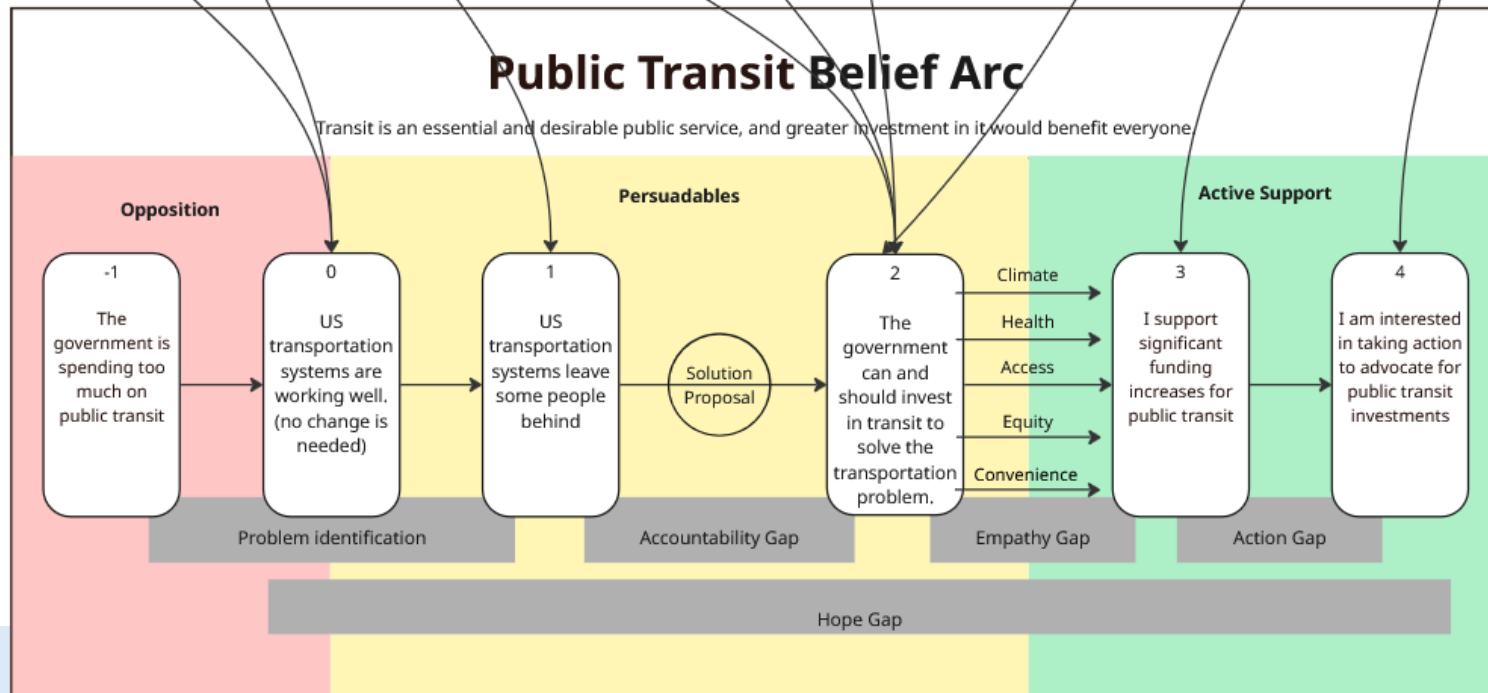 Public Transit Belief Arc
Transit is an essential and desirable public service, and greater investment in it would benefit everyone.
Opposition
Persuadables
Active Support
-1
The
government is
spending too
much on
public transit
0
US
transportation
systems are
working well.
(no change is
needed)
1
US
transportation
systems leave
some people
behind
Solution
Proposal
2
The
government
can and
should invest
in transit to
solve the
transportation
problem.
Climate
Health
Access
Equity
Convenience
3
I support
significant
funding
increases for
public transit
4
I am interested
in taking action
to advocate for
public transit
investments
Problem identification
Accountability Gap
Empathy Gap
Action Gap
Hope Gap